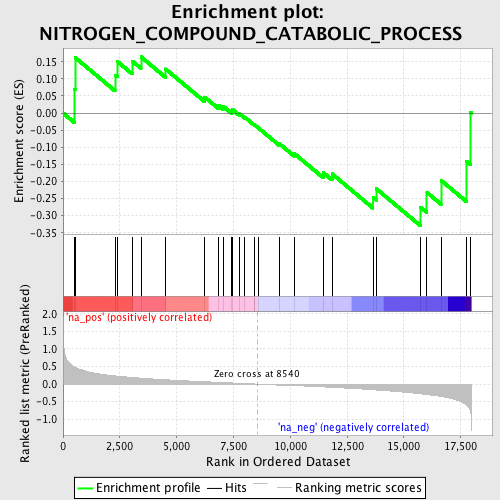 Enrichment plot:
NITROGEN_COMPOUND_CATABOLIC_PROCESS
Enrichment score (ES)
0.15
0.10
0.05
0.00
-0.05
-0.10
-0.15
-0.20
-0.25
-0.30
-0.35
'na_pos' (positively correlated)
Ranked list metric (PreRanked)
2.0
1.5
1.0
0.5
0.0
-0.5
-1.0
Zero cross at 8540
'na_neg' (negatively correlated)
0 2,500 5,000 7,500 10,000 12,500 15,000 17,500
Rank in Ordered Dataset
Enrichment profile Hits Ranking metric scores